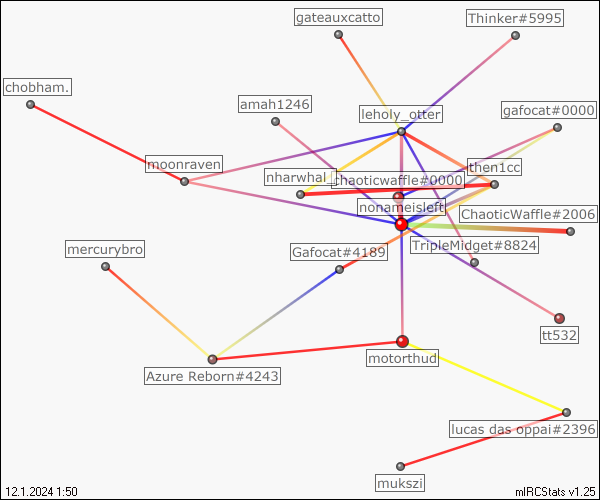 gateauxcatto
Thinker#5995
chobham.
amah1246
leholy_otter
gafocat#0000
moonraven
then1cc
nharwhal_
chaoticwaffle#0000
nonameisleft
ChaoticWaffle#2006
mercurybro
Gafocat#4189
TripleMidget#8824
tt532
motorthud
Azure Reborn#4243
lucas das oppai#2396
mukszi
12.1.2024 1:50
mIRCStats v1.25